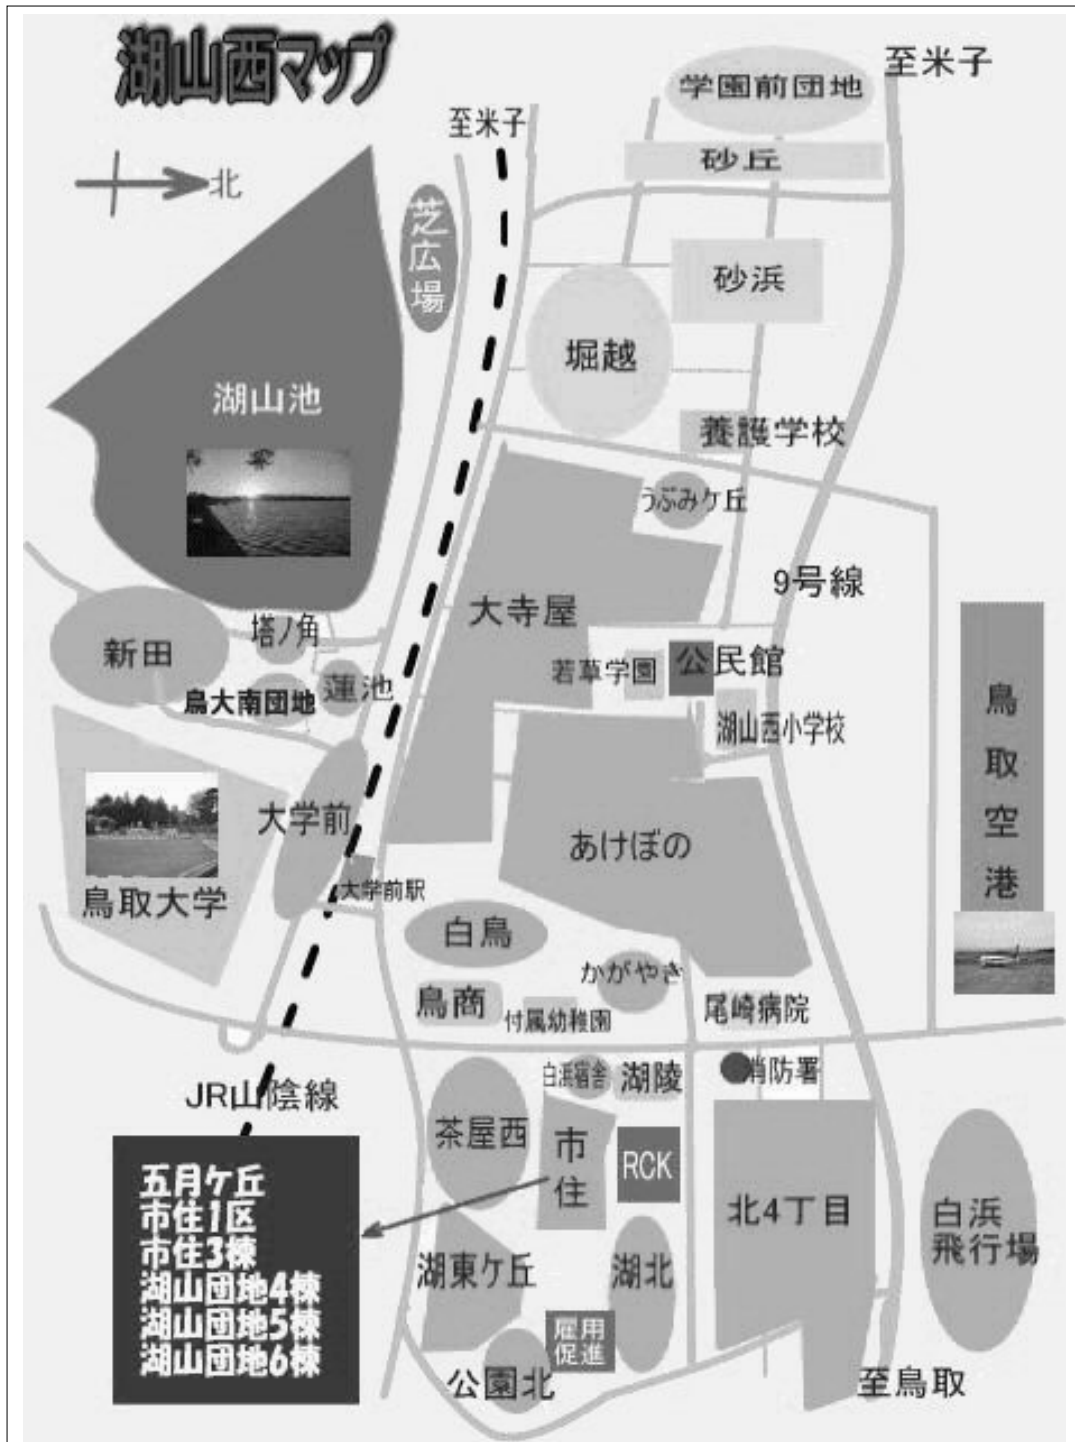 湖山西マップ
至米子
学園前団地
至米子
砂丘
北
芝広場
砂浜
堀越
湖山池
養護学校
うぶみケ丘
9号線
大寺屋
塔ノ角
新田
公民館
若草学園
蓮池
鳥大南団地
湖山西小学校
鳥取空港
大学前
あけぼの
大学前駅
鳥取大学
白鳥
かがやき
鳥商
付属幼稚園
尾崎病院
白浜宿舎
湖陵
消防署
JR山陰線
茶屋西
市住
RCK
五月ケ丘
市住1区
市住3棟
湖山団地4棟
湖山団地5棟
湖山団地6棟
北4丁目
白浜
飛行場
湖東ケ丘
湖北
雇用
促進
公園北
至鳥取